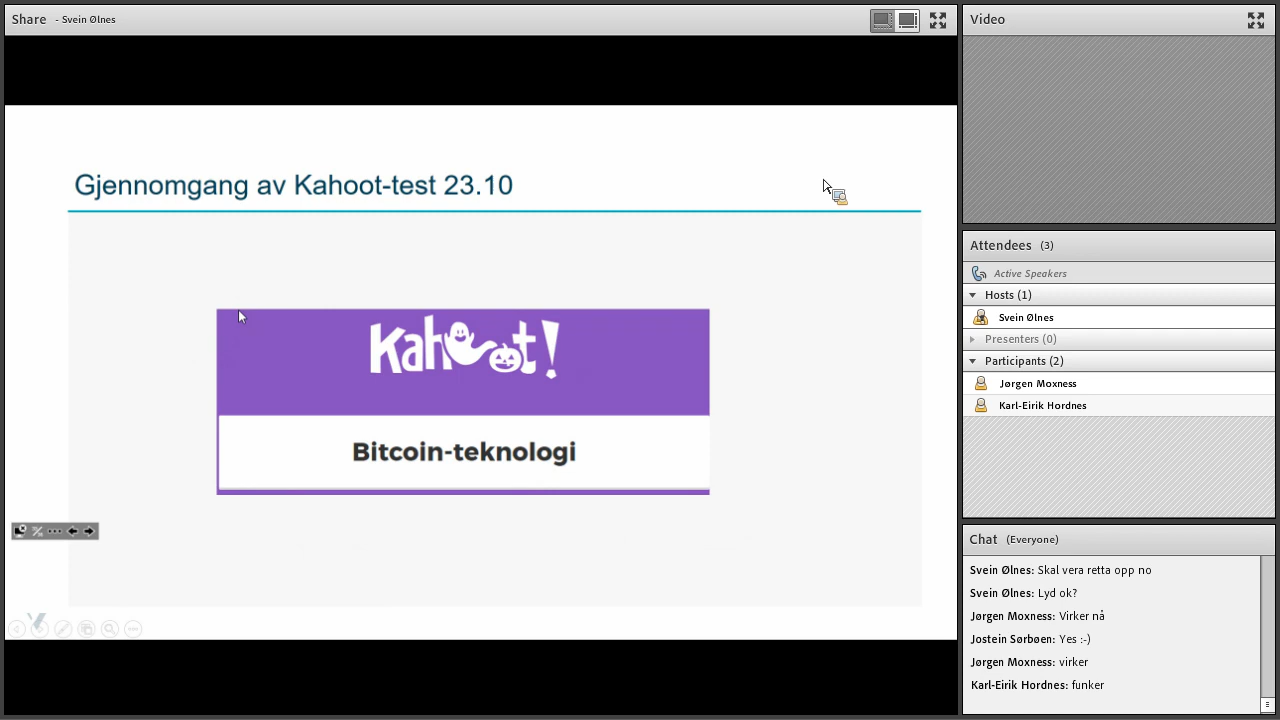 Share - Svein Ølnes
Gjennomgang av Kahoot-test 23.10
Kahoot!
Bitcoin-teknologi
Video
Attendees (3)
Active Speakers
Hosts (1)
Svein Ølnes
Presenters (0)
Participants (2)
Jørgen Moxness
Karl-Eirik Hordnes
Chat (Everyone)
Svein Ølnes: Skal vera retta opp no
Svein Ølnes: Lyd ok?
Jørgen Moxness: Virker nå
Jostein Sørbøen: Yes :-)
Jørgen Moxness: virker
Karl-Eirik Hordnes: funker